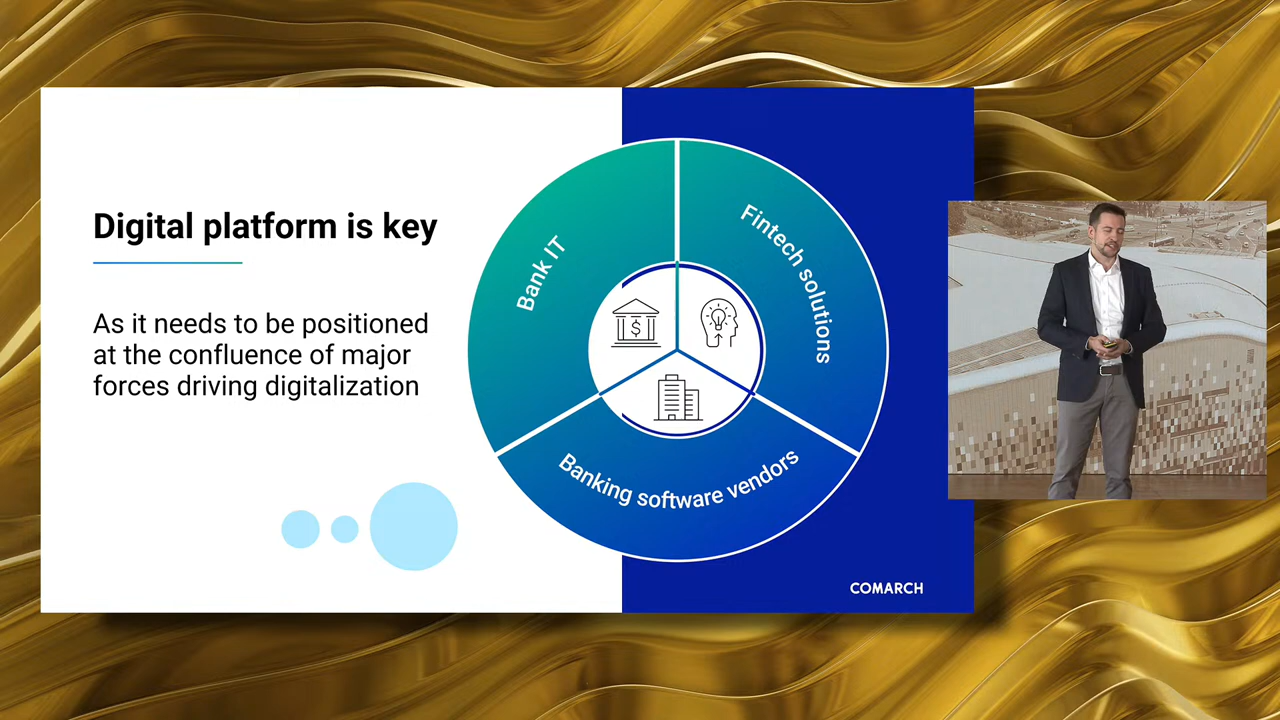 Digital platform is key
As it needs to be positioned
at the confluence of major
forces driving digitalization
Bank IT
Fintech solutions
$
Banking software vendors
COMARCH